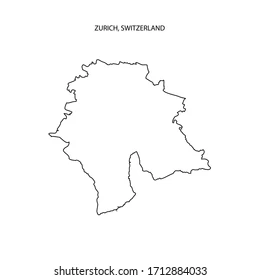 ZURICH, SWITZERLAND
shutterstock.com · 1712884033